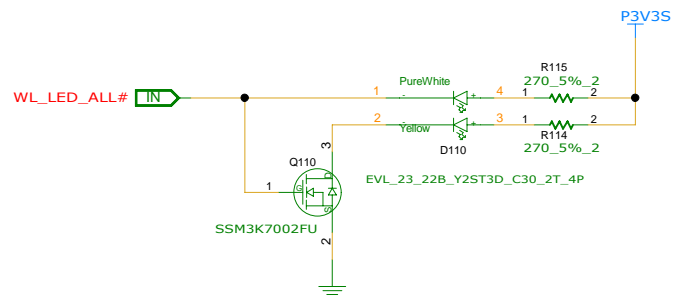 P3V3S
R115
PureWhite
1 - + 4 1 2
270_5%_2
WL_LED_ALL# IN
2 - + 3 1 2
Yellow
R114
D110
270_5%_2
3
Q110
EVL_23_22B_Y2ST3D_C30_2T_4P
D
1 G
S
SSM3K7002FU
2